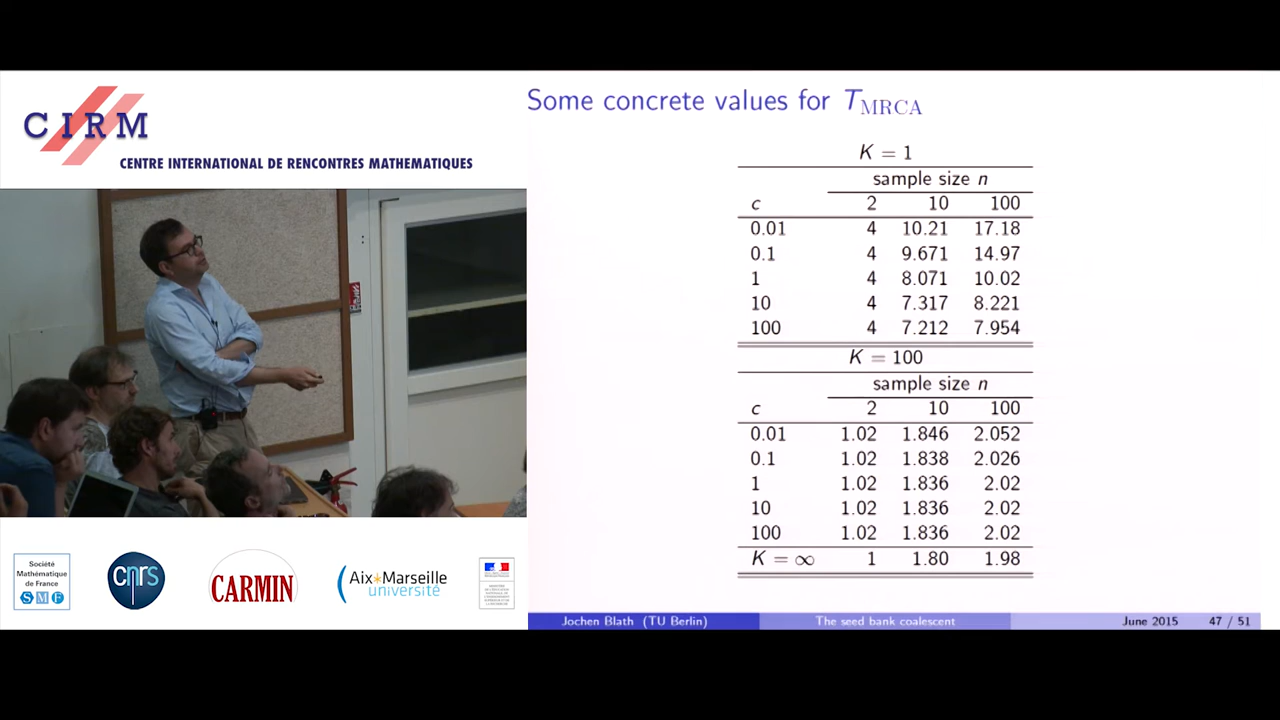 CIRM
CENTRE INTERNATIONAL DE RENCONTRES MATHEMATIQUES
Some concrete values for T_MRCA
K = 1
sample size n
c 2 10 100
0.01 4 10.21 17.18
0.1 4 9.671 14.97
1 4 8.071 10.02
10 4 7.317 8.221
100 4 7.212 7.954
K = 100
sample size n
c 2 10 100
0.01 1.02 1.846 2.052
0.1 1.02 1.838 2.026
1 1.02 1.836 2.02
10 1.02 1.836 2.02
100 1.02 1.836 2.02
K = ∞ 1 1.80 1.98
Société
Mathématique
de France
SMF
cnrs
CARMIN
Aix*Marseille
université
Jochen Blath (TU Berlin) The seed bank coalescent June 2015 47 / 51